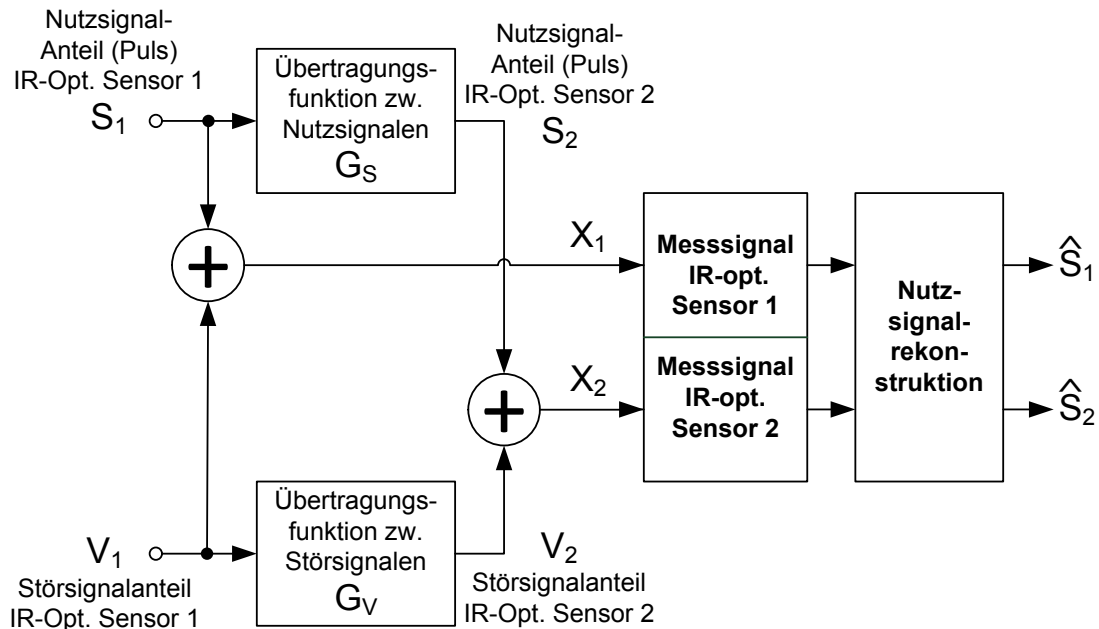 Nutzsignal-
Anteil (Puls)
IR-Opt. Sensor 1
S₁
Übertragungs-
funktion zw.
Nutzsignalen
G_S
Nutzsignal-
Anteil (Puls)
IR-Opt. Sensor 2
S₂
+
X₁
Messsignal
IR-opt.
Sensor 1
Nutz-
signal-
rekon-
struktion
Ŝ₁
+
X₂
Messsignal
IR-opt.
Sensor 2
Ŝ₂
V₁
Störsignalanteil
IR-Opt. Sensor 1
Übertragungs-
funktion zw.
Störsignalen
G_V
V₂
Störsignalanteil
IR-Opt. Sensor 2